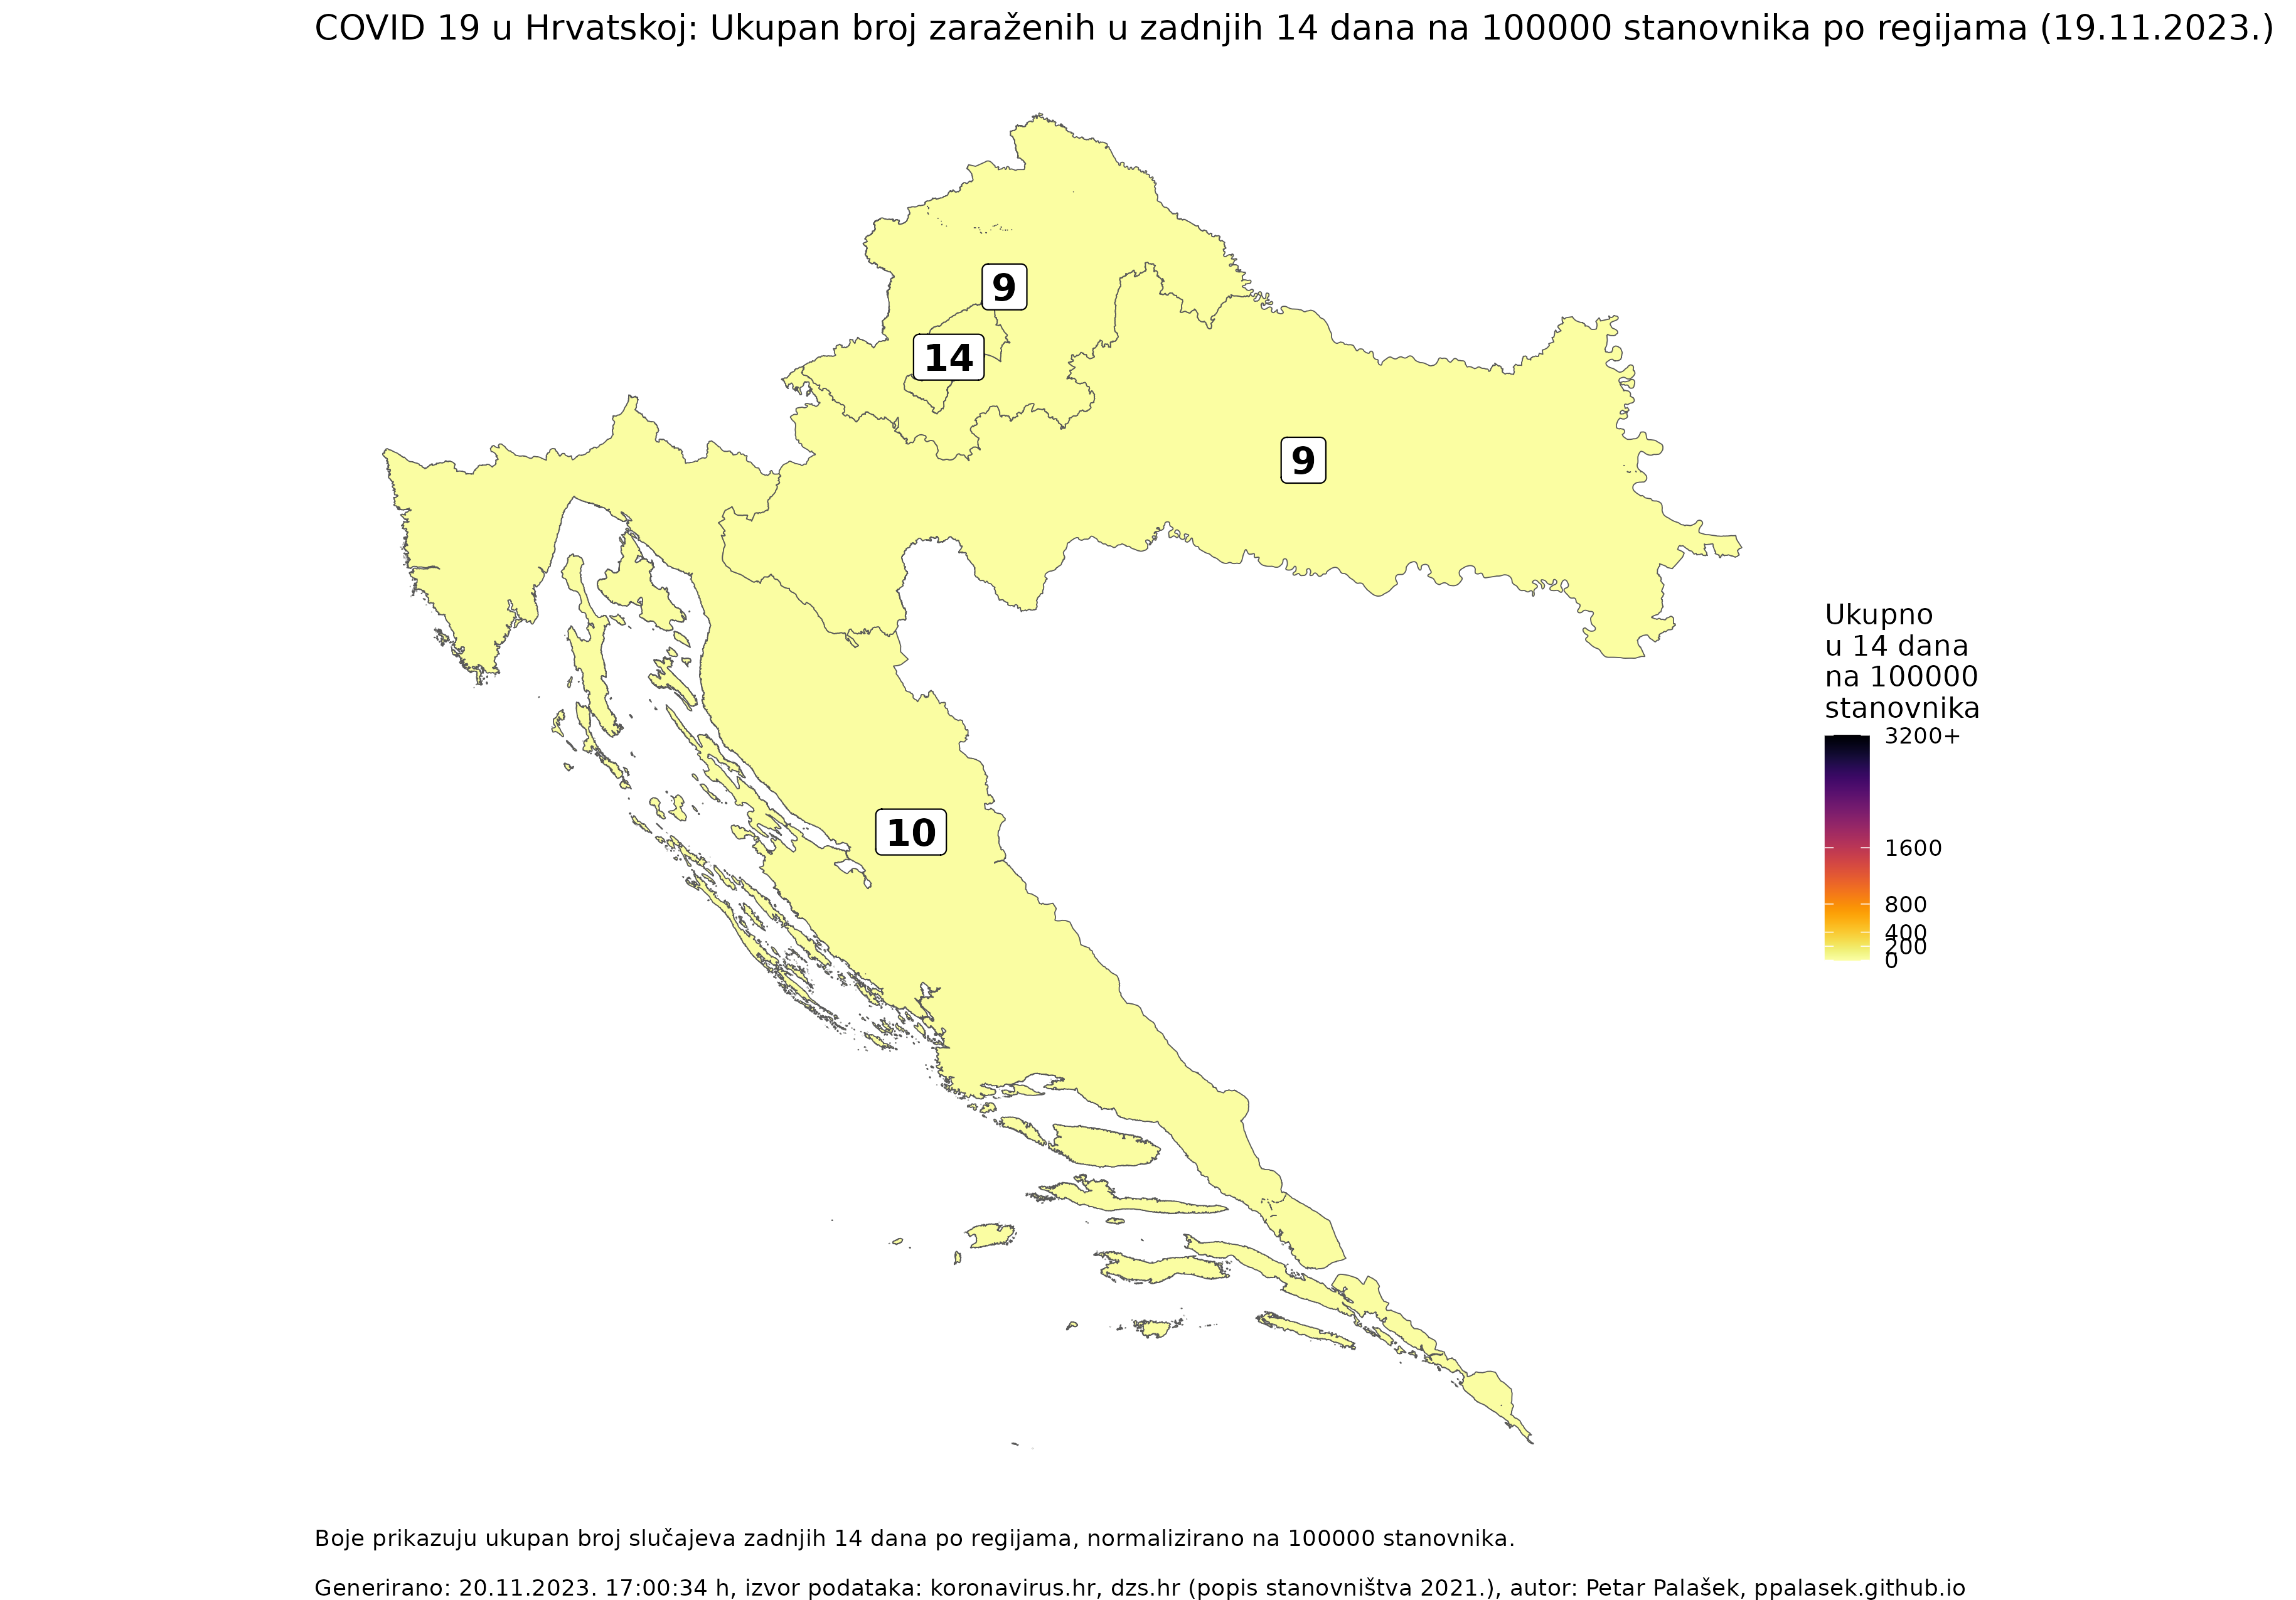 COVID 19 u Hrvatskoj: Ukupan broj zaraženih u zadnjih 14 dana na 100000 stanovnika po regijama (19.11.2023.)
9
14
9
10
Ukupno
u 14 dana
na 100000
stanovnika
3200+
1600
800
400
200
0
Boje prikazuju ukupan broj slučajeva zadnjih 14 dana po regijama, normalizirano na 100000 stanovnika.
Generirano: 20.11.2023. 17:00:34 h, izvor podataka: koronavirus.hr, dzs.hr (popis stanovništva 2021.), autor: Petar Palašek, ppalasek.github.io